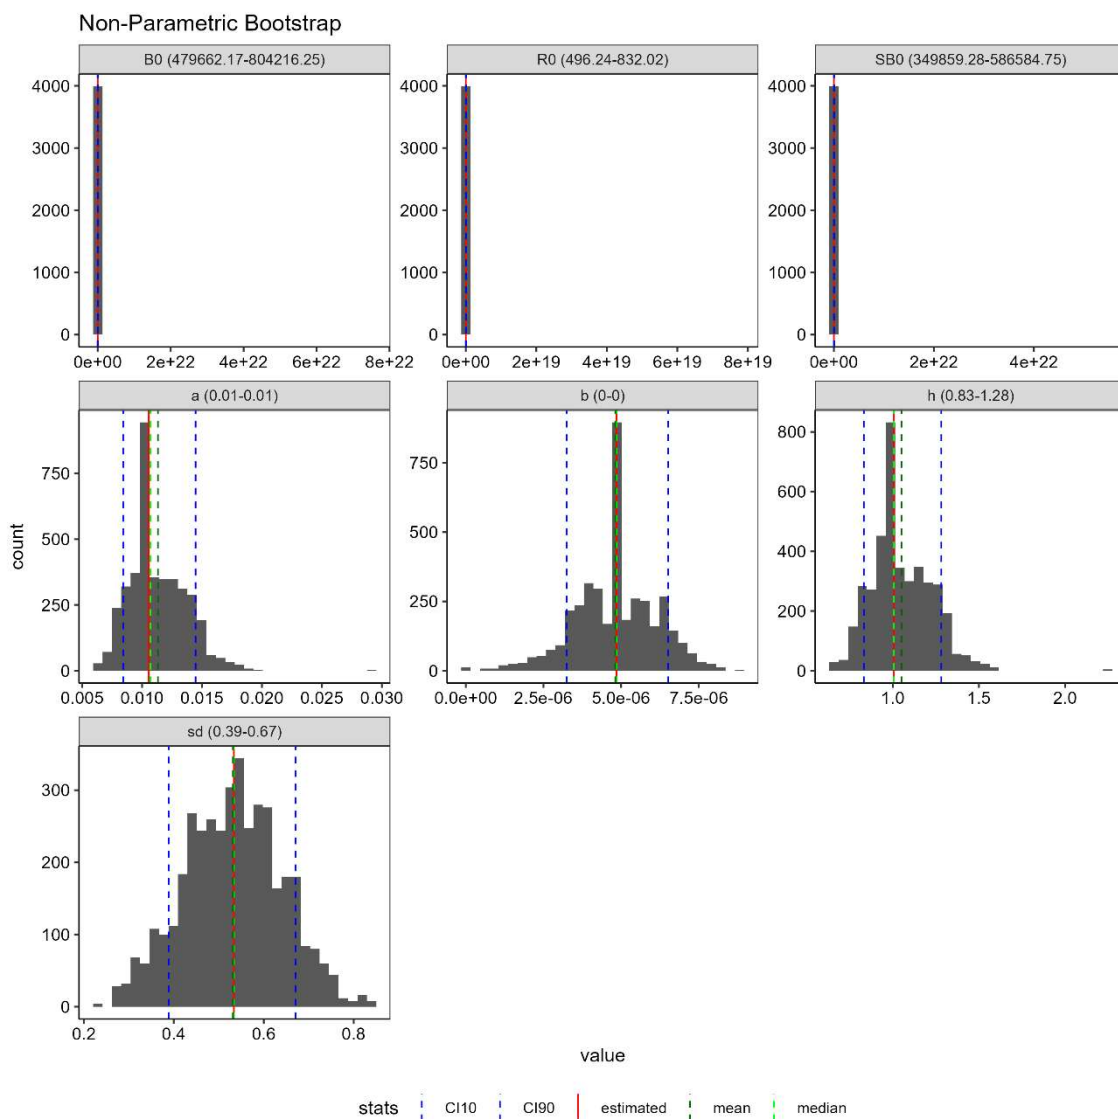 Non-Parametric Bootstrap
B0 (479662.17-804216.25)
R0 (496.24-832.02)
SB0 (349859.28-586584.75)
4000
3000
2000
1000
0
4000
3000
2000
1000
0
4000
3000
2000
1000
0
0e+00 2e+22 4e+22 6e+22 8e+22
0e+00 2e+19 4e+19 6e+19 8e+19
0e+00 2e+22 4e+22
a (0.01-0.01)
b (0-0)
h (0.83-1.28)
count
750
500
250
0
750
500
250
0
800
600
400
200
0
0.005 0.010 0.015 0.020 0.025 0.030
0.0e+00 2.5e-06 5.0e-06 7.5e-06
1.0 1.5 2.0
sd (0.39-0.67)
300
200
100
0
0.2 0.4 0.6 0.8
value
stats CI10 CI90 estimated mean median